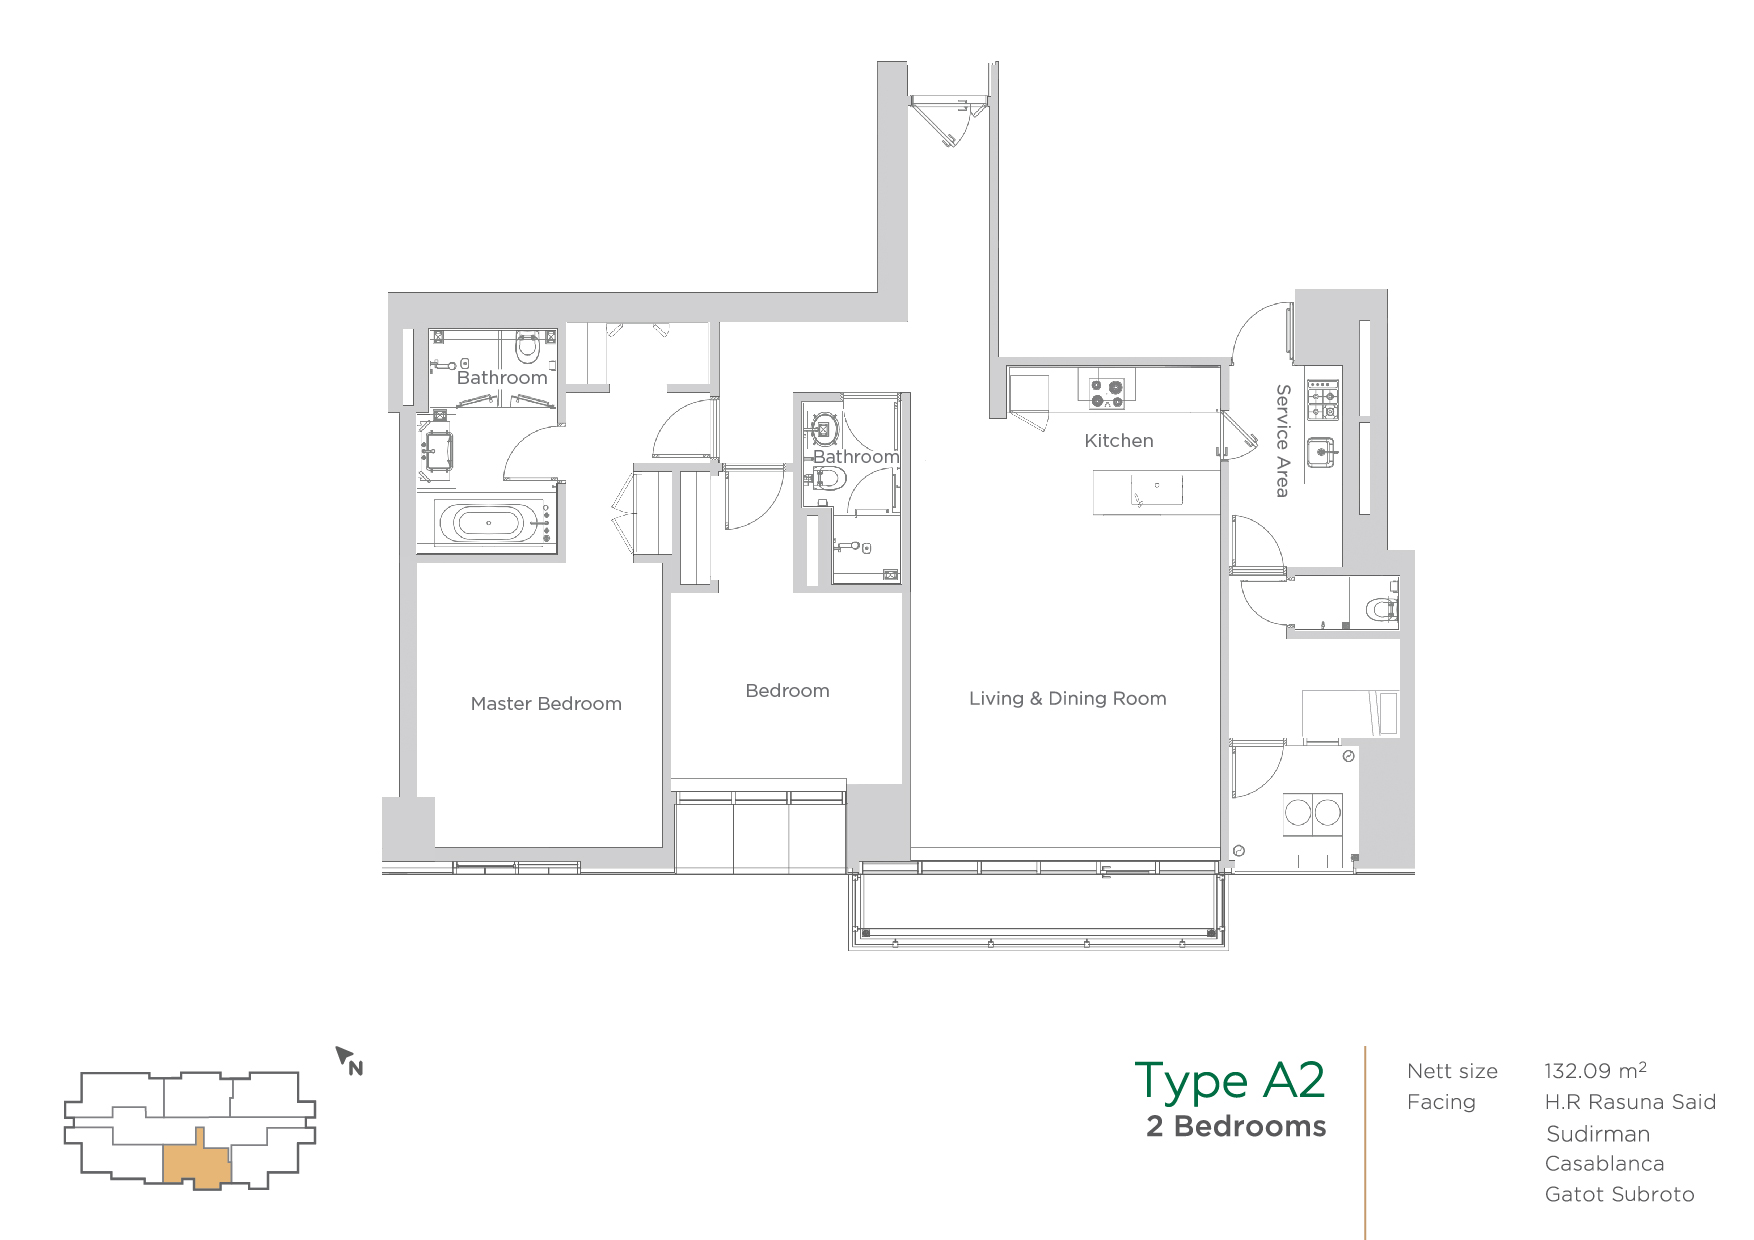 Bathroom
Bathroom
Kitchen
Service Area
Master Bedroom
Bedroom
Living & Dining Room
N
Type A2
2 Bedrooms
Nett size 132.09 m²
Facing H.R Rasuna Said
Sudirman
Casablanca
Gatot Subroto